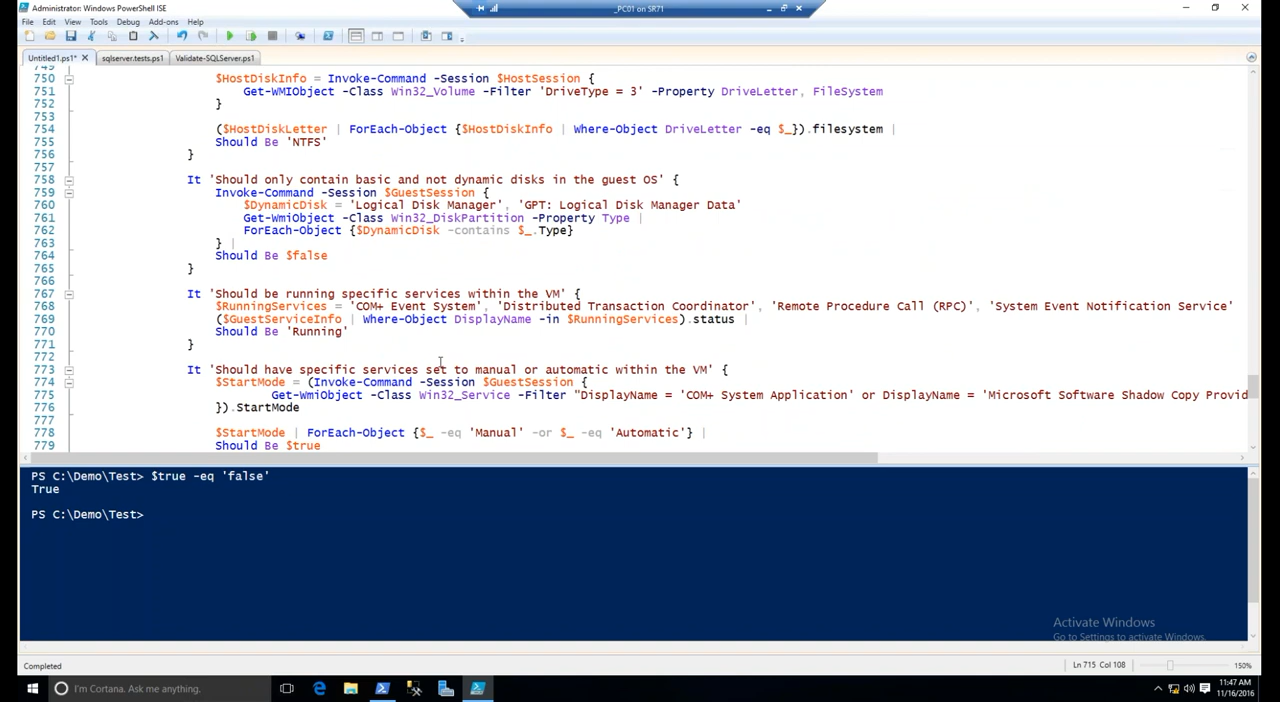 Administrator: Windows PowerShell ISE
_PC01 on SR71
File Edit View Tools Debug Add-ons Help
Untitled1.ps1* sqlserver.tests.ps1 Validate-SQLServer.ps1
749
750 $HostDiskInfo = Invoke-Command -Session $HostSession {
751 Get-WMIObject -Class Win32_Volume -Filter 'DriveType = 3' -Property DriveLetter, FileSystem
752 }
753
754 ($HostDiskLetter | ForEach-Object {$HostDiskInfo | Where-Object DriveLetter -eq $_}).filesystem |
755 Should Be 'NTFS'
756 }
757
758 It 'Should only contain basic and not dynamic disks in the guest OS' {
759 Invoke-Command -Session $GuestSession {
760 $DynamicDisk = 'Logical Disk Manager', 'GPT: Logical Disk Manager Data'
761 Get-WmiObject -Class Win32_DiskPartition -Property Type |
762 ForEach-Object {$DynamicDisk -contains $_.Type}
763 } |
764 Should Be $false
765 }
766
767 It 'Should be running specific services within the VM' {
768 $RunningServices = 'COM+ Event System', 'Distributed Transaction Coordinator', 'Remote Procedure Call (RPC)', 'System Event Notification Service'
769 ($GuestServiceInfo | Where-Object DisplayName -in $RunningServices).status |
770 Should Be 'Running'
771 }
772
773 It 'Should have specific services set to manual or automatic within the VM' {
774 $StartMode = (Invoke-Command -Session $GuestSession {
775 Get-WmiObject -Class Win32_Service -Filter "DisplayName = 'COM+ System Application' or DisplayName = 'Microsoft Software Shadow Copy Provid
776 }).StartMode
777
778 $StartMode | ForEach-Object {$_ -eq 'Manual' -or $_ -eq 'Automatic'} |
779 Should Be $true
PS C:\Demo\Test> $true -eq 'false'
True
PS C:\Demo\Test>
Activate Windows
Go to Settings to activate Windows.
Completed
Ln 715 Col 108
150%
I'm Cortana. Ask me anything.
11:47 AM
11/16/2016